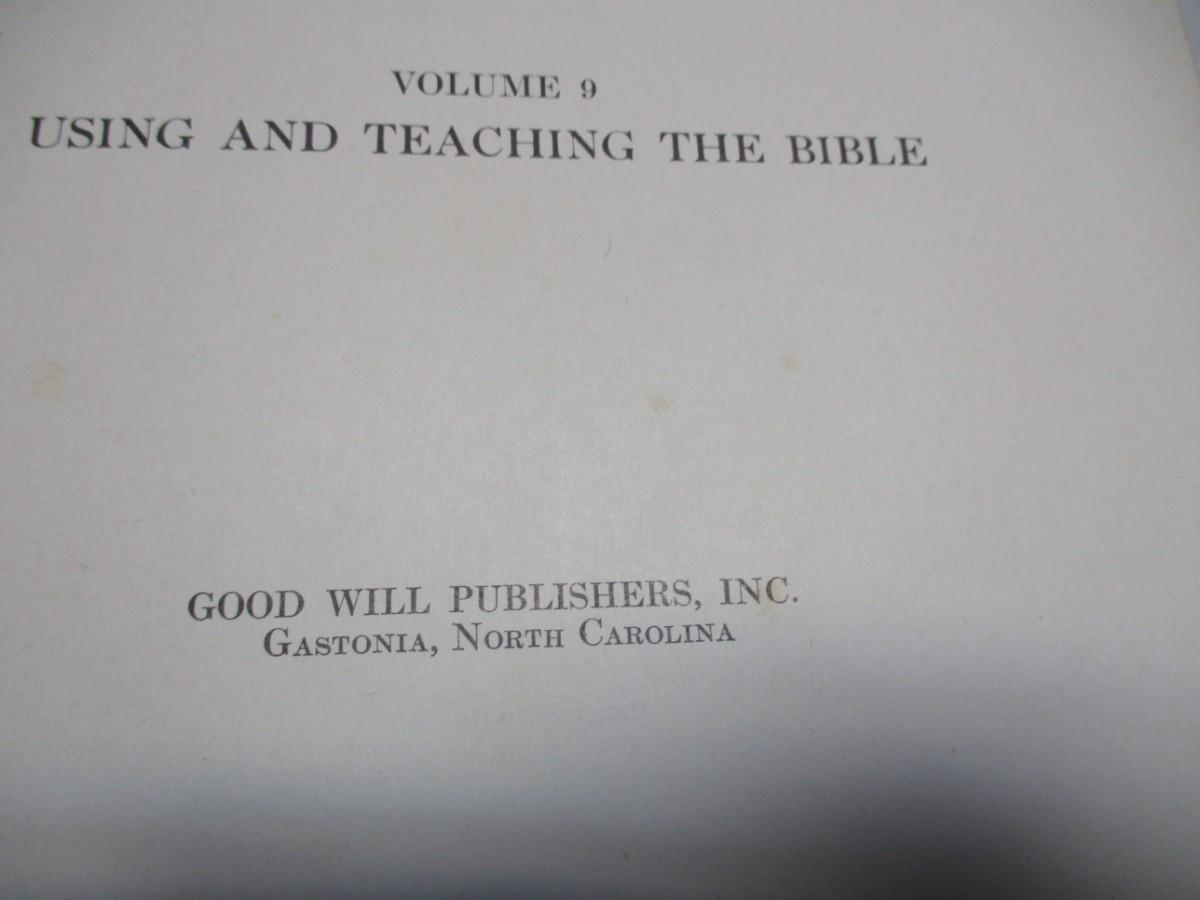 VOLUME 9
USING AND TEACHING THE BIBLE
GOOD WILL PUBLISHERS, INC.
GASTONIA, NORTH CAROLINA